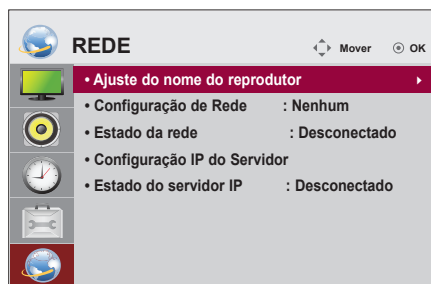 REDE
Mover OK
• Ajuste do nome do reprodutor
• Configuração de Rede : Nenhum
• Estado da rede : Desconectado
• Configuração IP do Servidor
• Estado do servidor IP : Desconectado